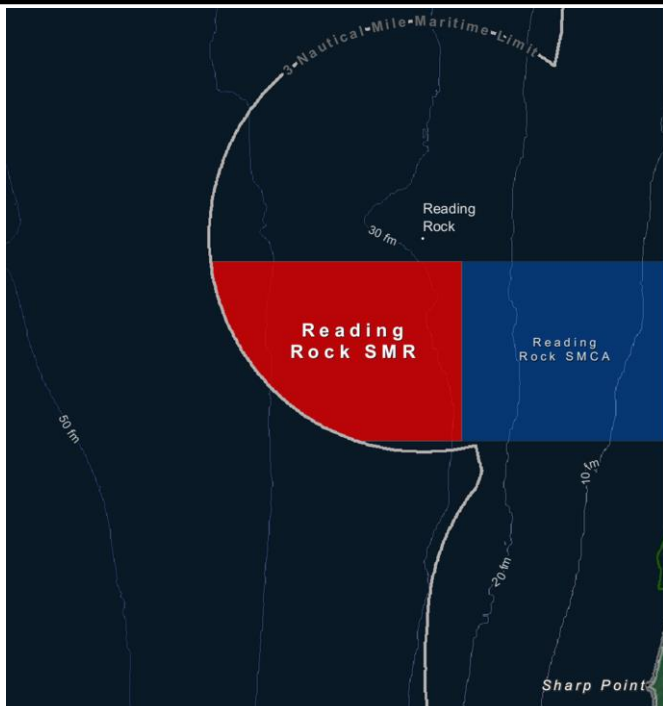 3-Nautical-Mile-Maritime-Limit
Reading
Rock
30 fm
Reading
Rock SMR
Reading
Rock SMCA
50 fm
10 fm
20 fm
Sharp Point